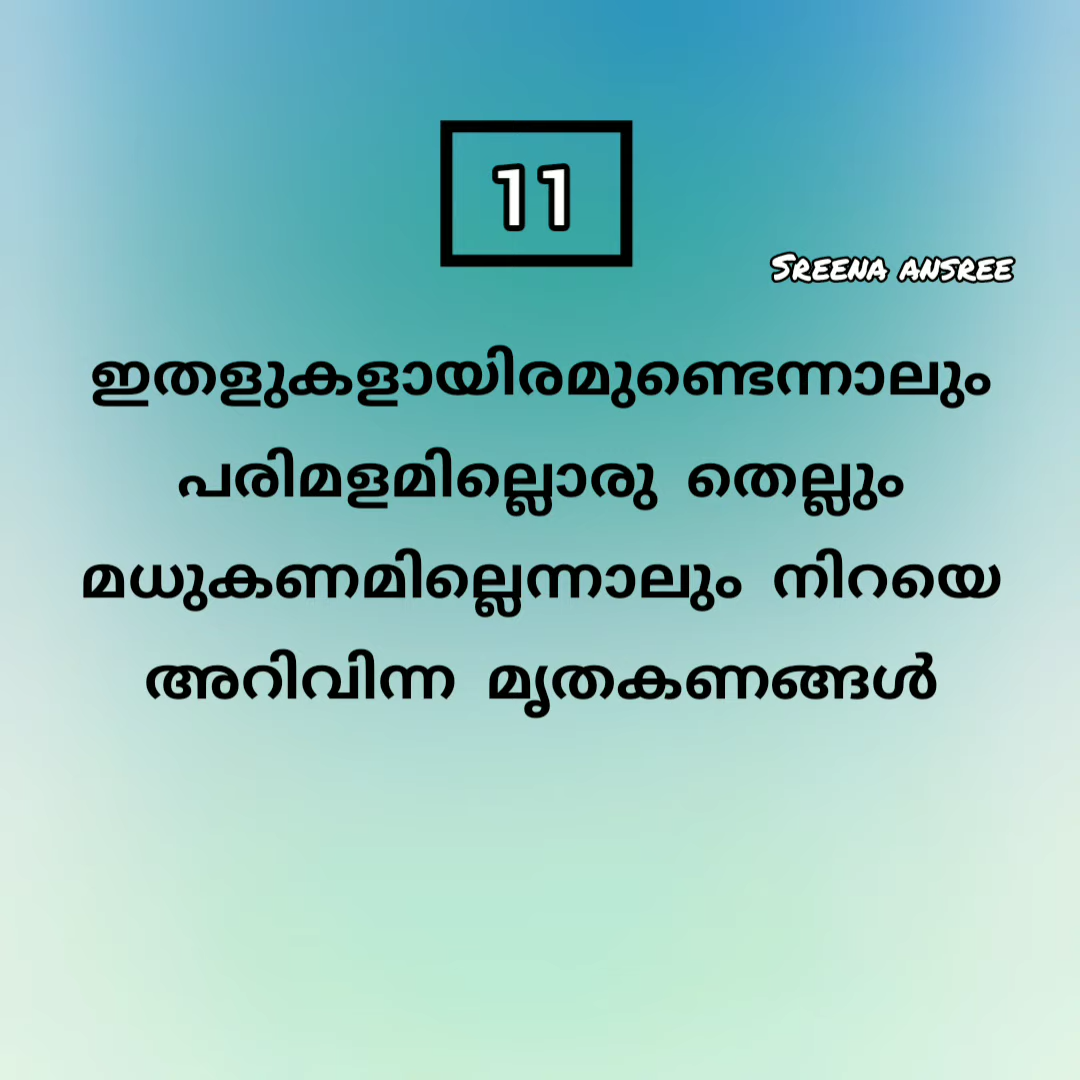 11
SREENA ANSREE
ഇതളുകളായിരമുണ്ടെന്നാലും
പരിമളമില്ലൊരു തെല്ലും
മധുകണമില്ലെന്നാലും നിറയെ
അറിവിന്ന മൃതകണങ്ങൾ